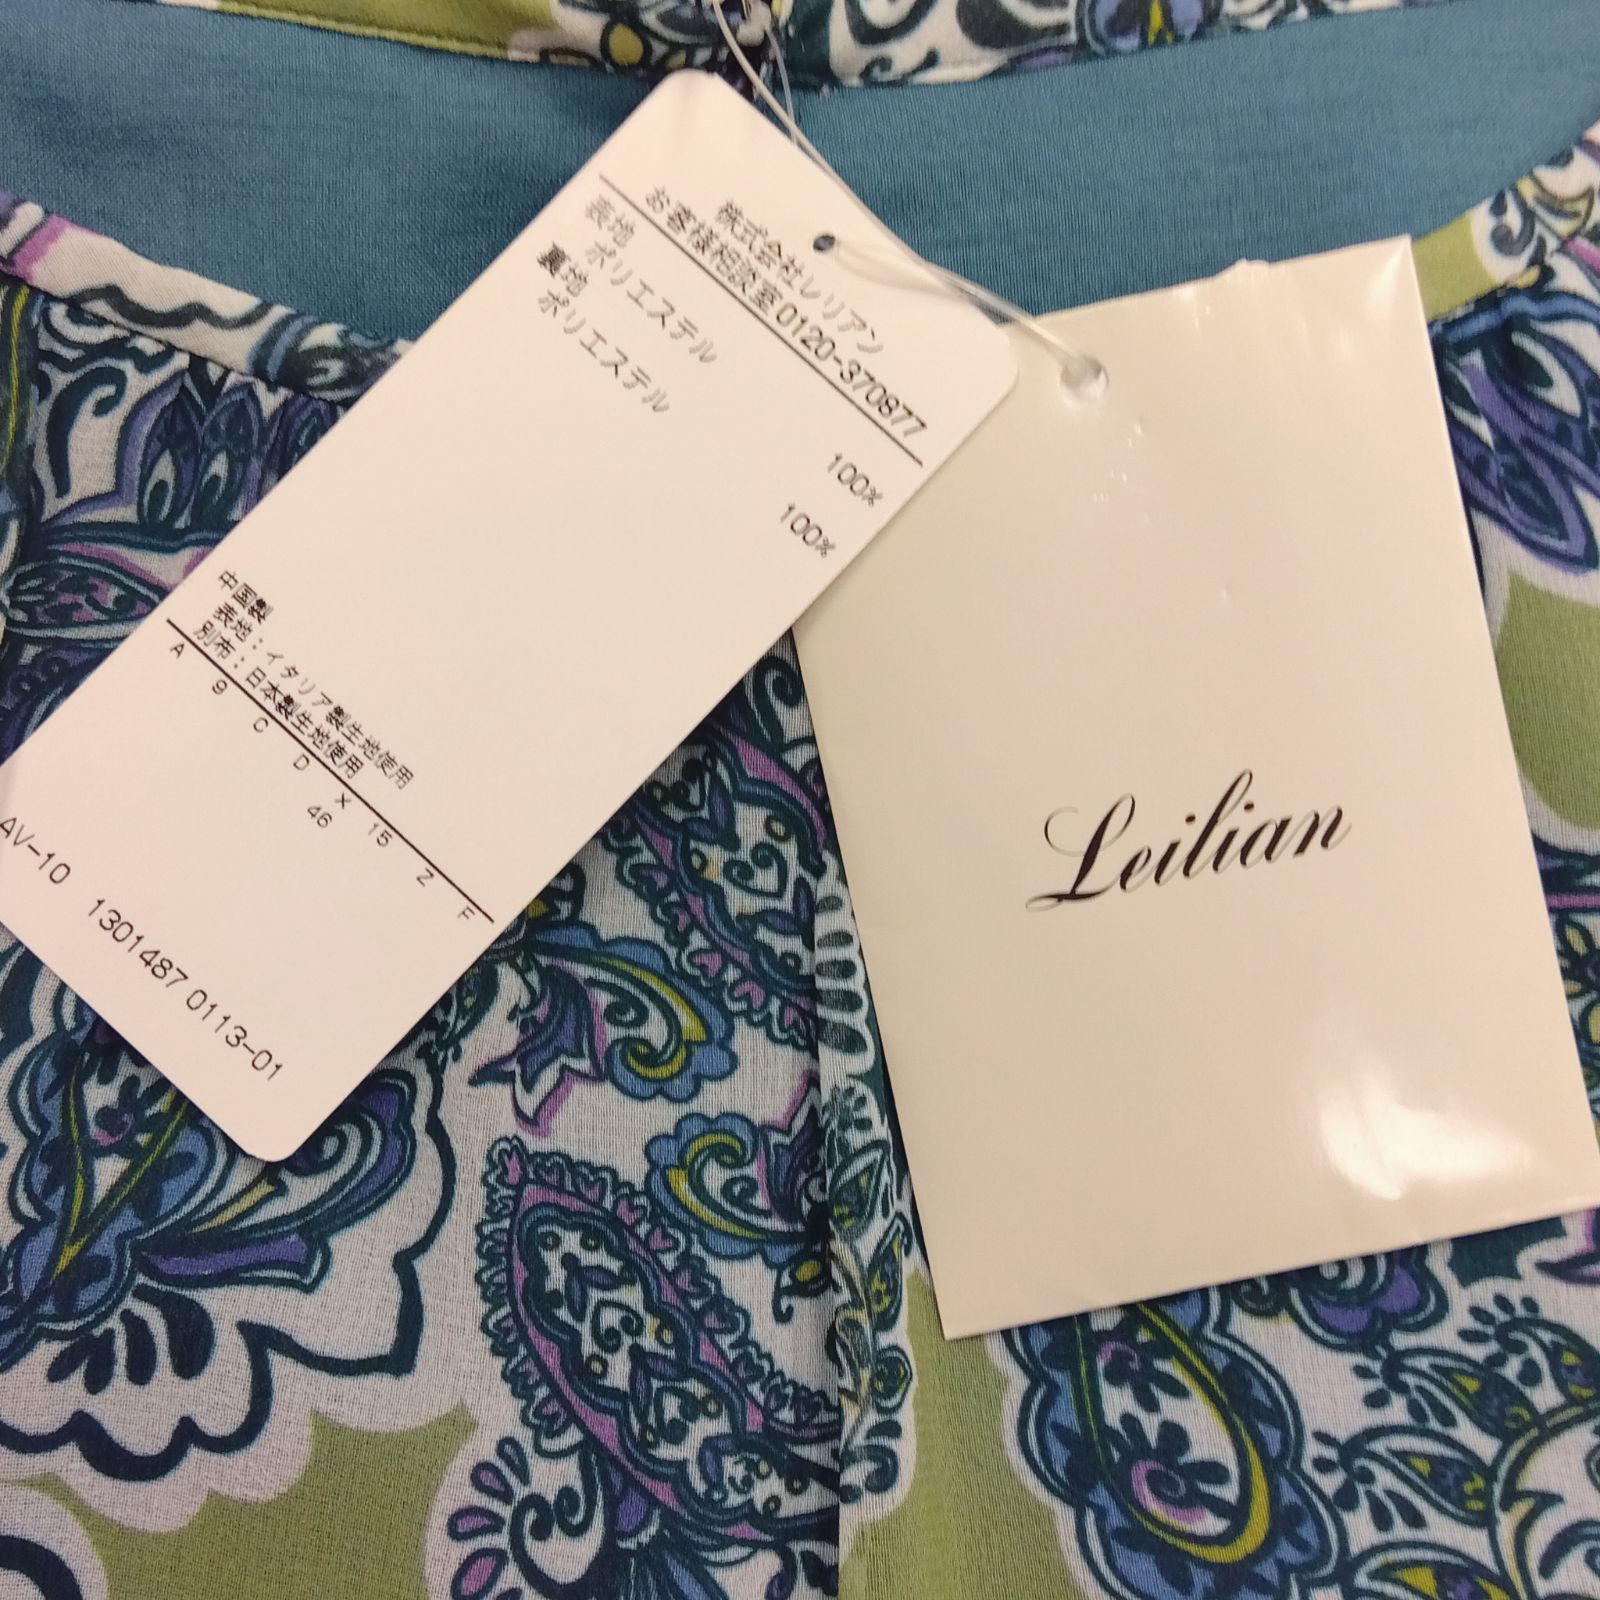 株式会社レリアン
お客様相談室0120-370877
表地
ポリエステル 100%
裏地
ポリエステル 100%
中国製
表地：イタリア製生地使用
別布：日本製生地使用
A 9 C D X 15 Z F
46
AV-10 1301487 0113-01
Leilian